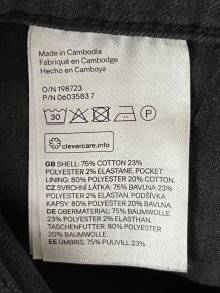 Made in Cambodia
Fabriqué en Cambodge
Hecho en Camboya
O/N 198723
P/N 0603583 7
30
P
clevercare.info
GB SHELL: 75% COTTON 23%
POLYESTER 2% ELASTANE. POCKET
LINING: 80% POLYESTER 20% COTTON.
CZ SVRCHNÍ LÁTKA: 75% BAVLNA 23%
POLYESTER 2% ELASTAN. PODŠÍVKA
KAPSY: 80% POLYESTER 20% BAVLNA.
DE OBERMATERIAL: 75% BAUMWOLLE
23% POLYESTER 2% ELASTHAN.
TASCHENFUTTER: 80% POLYESTER 20%
BAUMWOLLE.
EE ÜMBRIS: 75% PUUVILL 23%